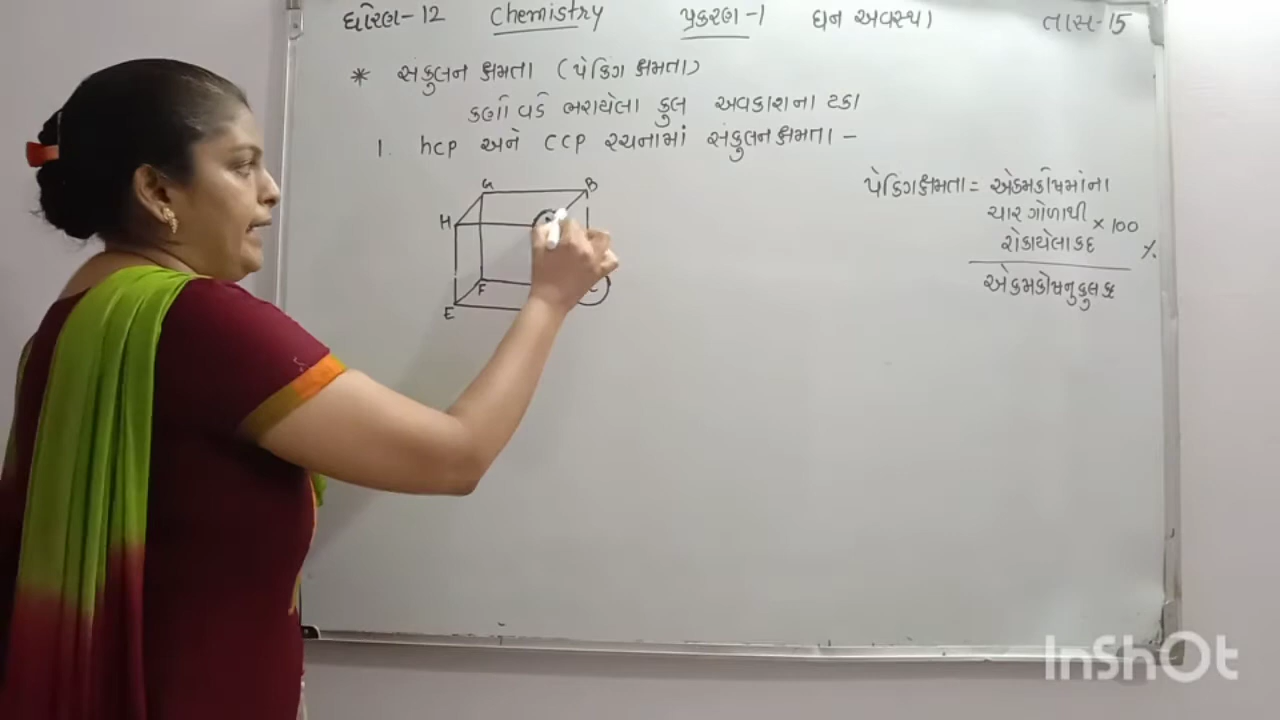 ધોરણ-12 Chemistry પ્રકરણ-1 ઘન અવસ્થા તાસ-15
* સંકુલન ક્ષમતા (પેકિંગ ક્ષમતા)
કણો વડે ભરાયેલા કુલ અવકાશના ટકા
1. hcp અને ccp રચનામાં સંકુલન ક્ષમતા -
પેકિંગક્ષમતા = એકમકોષમાંના
ચાર ગોળાથી × 100
રોકાયેલા કદ %
એકમકોષનુ કુલ કદ
G B
H
F
E
InShOt